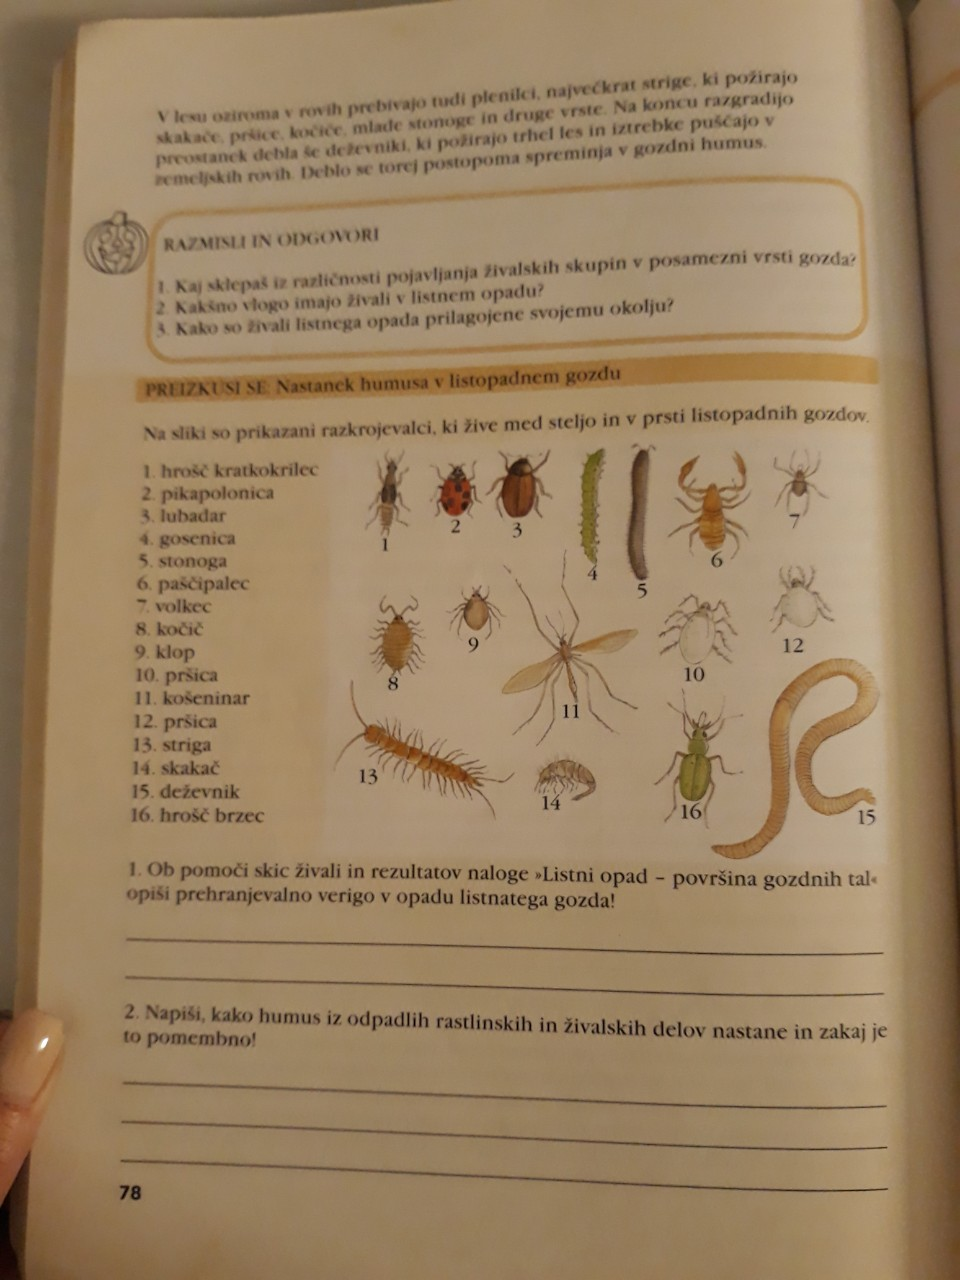 V lesu oziroma v rovih prebivajo tudi plenilci, največkrat strige, ki požirajo
skakače, pršice, kočiče, mlade stonoge in druge vrste. Na koncu razgradijo
preostanek debla še deževniki, ki požirajo trhel les in iztrebke puščajo v
zemeljskih rovih. Deblo se torej postopoma spreminja v gozdni humus.
RAZMISLI IN ODGOVORI
1. Kaj sklepaš iz različnosti pojavljanja živalskih skupin v posamezni vrsti gozda?
2. Kakšno vlogo imajo živali v listnem opadu?
3. Kako so živali listnega opada prilagojene svojemu okolju?
PREIZKUSI SE: Nastanek humusa v listopadnem gozdu
Na sliki so prikazani razkrojevalci, ki žive med steljo in v prsti listopadnih gozdov.
1. hrošč kratkokrilec
2. pikapolonica
3. lubadar
4. gosenica
5. stonoga
6. paščipalec
7. volkec
8. kočič
9. klop
10. pršica
11. košeninar
12. pršica
13. striga
14. skakač
15. deževnik
16. hrošč brzec
1
2
3
4
5
6
7
8
9
10
11
12
13
14
15
16
1. Ob pomoči skic živali in rezultatov naloge »Listni opad – površina gozdnih tal«
opiši prehranjevalno verigo v opadu listnatega gozda!
2. Napiši, kako humus iz odpadlih rastlinskih in živalskih delov nastane in zakaj je
to pomembno!
78